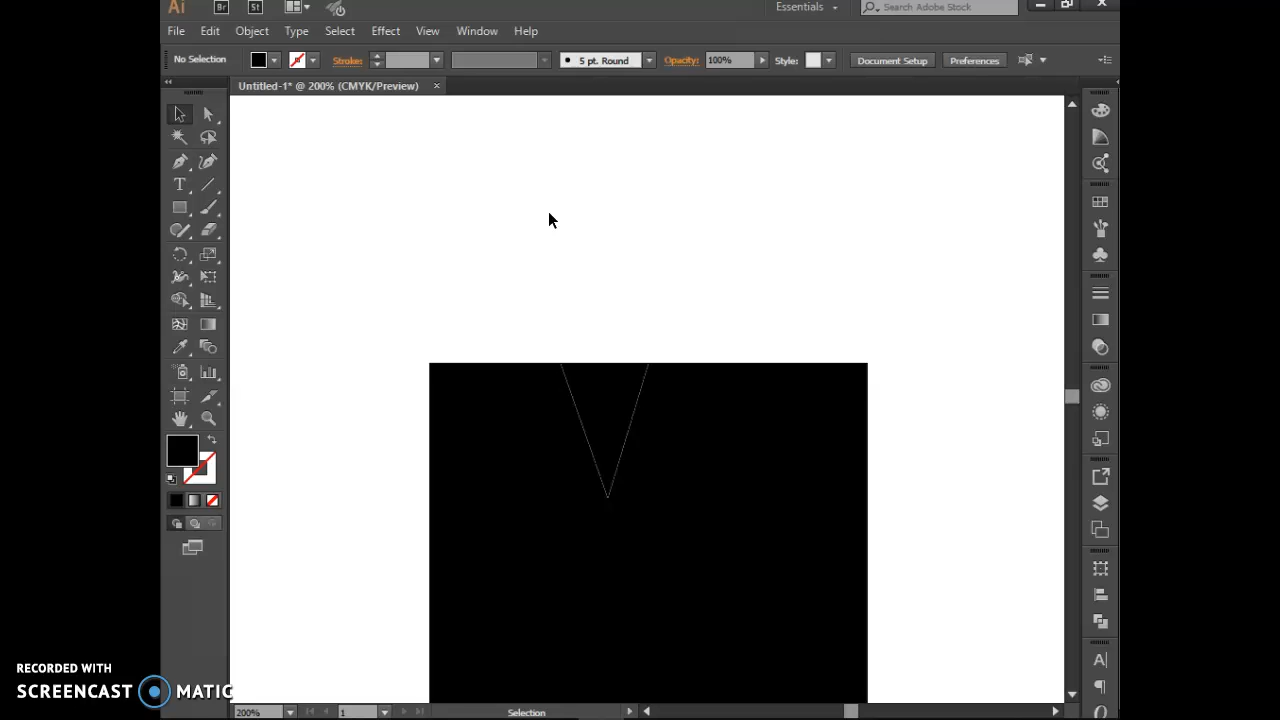 Ai Br St Essentials Search Adobe Stock
File Edit Object Type Select Effect View Window Help
No Selection Stroke: 5 pt. Round Opacity: 100% Style: Document Setup Preferences
Untitled-1* @ 200% (CMYK/Preview) ×
T
A
RECORDED WITH
SCREENCAST MATIC
200% 1 Selection